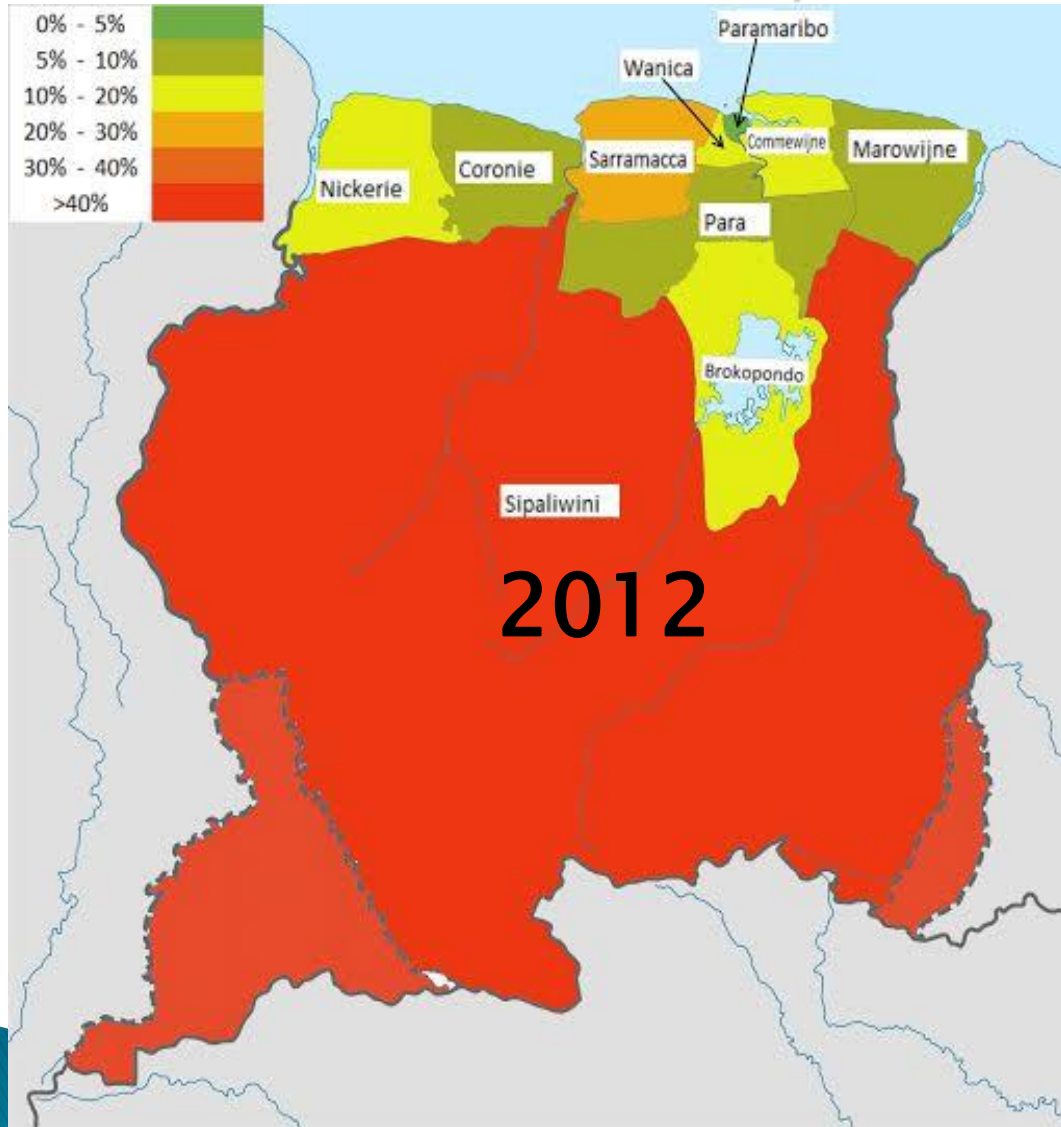 0% - 5%
5% - 10%
10% - 20%
20% - 30%
30% - 40%
>40%
Paramaribo
Wanica
Commewijne
Marowijne
Sarramacca
Coronie
Nickerie
Para
Brokopondo
Sipaliwini
2012